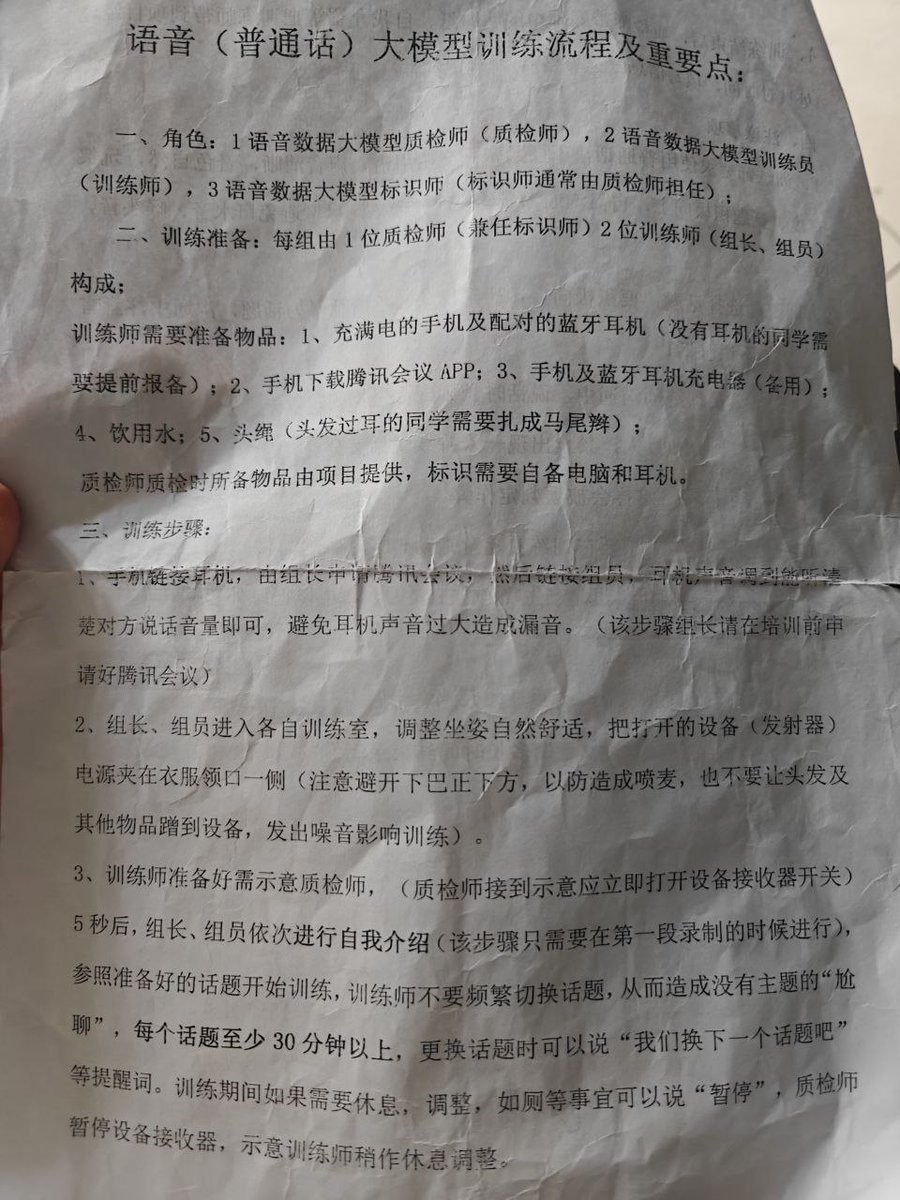 语音（普通话）大模型训练流程及重要点：
一、角色：1 语音数据大模型质检师（质检师），2 语音数据大模型训练员
（训练师），3 语音数据大模型标识师（标识师通常由质检师担任）；
二、训练准备：每组由 1 位质检师（兼任标识师）2 位训练师（组长、组员）
构成；
训练师需要准备物品：1、充满电的手机及配对的蓝牙耳机（没有耳机的同学需
要提前报备）；2、手机下载腾讯会议 APP；3、手机及蓝牙耳机充电器（备用）；
4、饮用水；5、头绳（头发过耳的同学需要扎成马尾辫）；
质检师质检时所备物品由项目提供，标识需要自备电脑和耳机。
三、训练步骤：
1、手机链接耳机，由组长申请腾讯会议，然后链接组员，耳机声音调到能听清
楚对方说话音量即可，避免耳机声音过大造成漏音。（该步骤组长请在培训前申
请好腾讯会议）
2、组长、组员进入各自训练室，调整坐姿自然舒适，把打开的设备（发射器）
电源夹在衣服领口一侧（注意避开下巴正下方，以防造成喷麦，也不要让头发及
其他物品蹭到设备，发出噪音影响训练）。
3、训练师准备好需示意质检师，（质检师接到示意应立即打开设备接收器开关）
5 秒后，组长、组员依次进行自我介绍（该步骤只需要在第一段录制的时候进行），
参照准备好的话题开始训练，训练师不要频繁切换话题，从而造成没有主题的“尬
聊”，每个话题至少 30 分钟以上，更换话题时可以说“我们换下一个话题吧”
等提醒词。训练期间如果需要休息，调整，如厕等事宜可以说“暂停”，质检师
暂停设备接收器，示意训练师稍作休息调整。